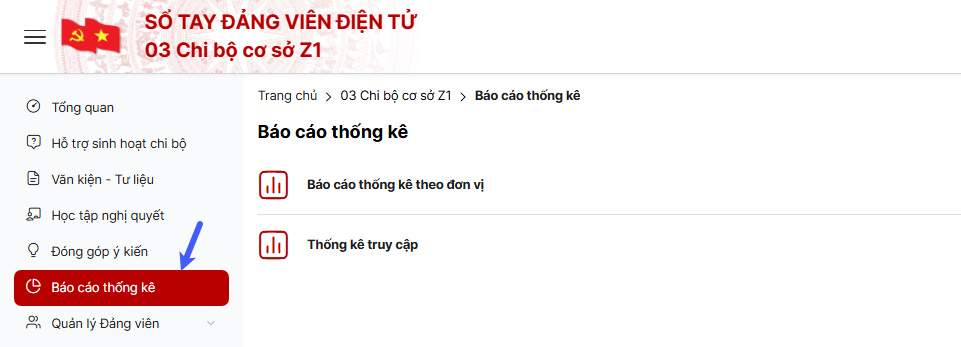 SỔ TAY ĐẢNG VIÊN ĐIỆN TỬ
03 Chi bộ cơ sở Z1
Tổng quan
Hỗ trợ sinh hoạt chi bộ
Văn kiện - Tư liệu
Học tập nghị quyết
Đóng góp ý kiến
Báo cáo thống kê
Quản lý Đảng viên
Trang chủ > 03 Chi bộ cơ sở Z1 > Báo cáo thống kê
Báo cáo thống kê
Báo cáo thống kê theo đơn vị
Thống kê truy cập